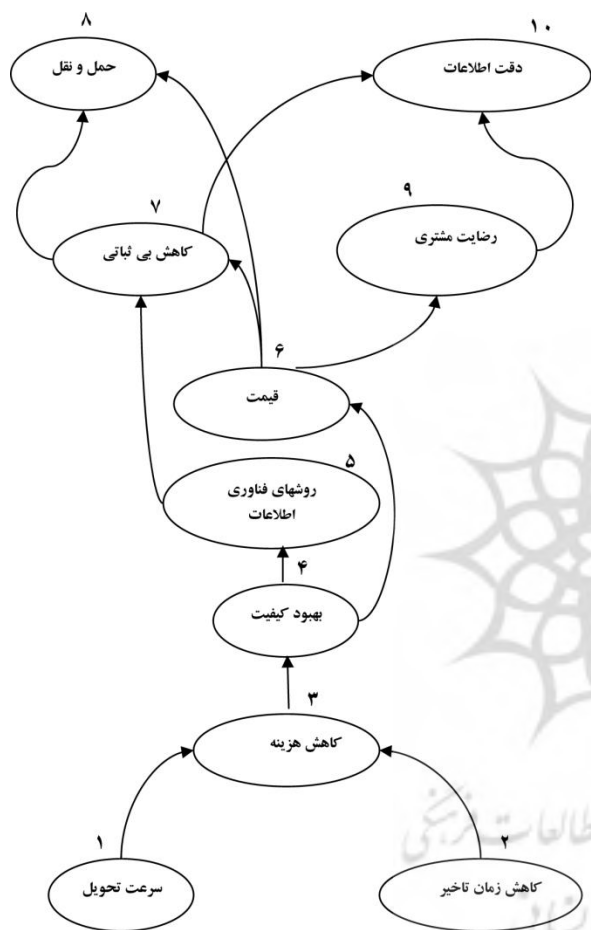 ۸
حمل و نقل
۱۰
دقت اطلاعات
۷
کاهش بی ثباتی
۹
رضایت مشتری
۶
قیمت
۵
روشهای فناوری
اطلاعات
۴
بهبود کیفیت
۳
کاهش هزینه
۱
سرعت تحویل
۲
کاهش زمان تاخیر